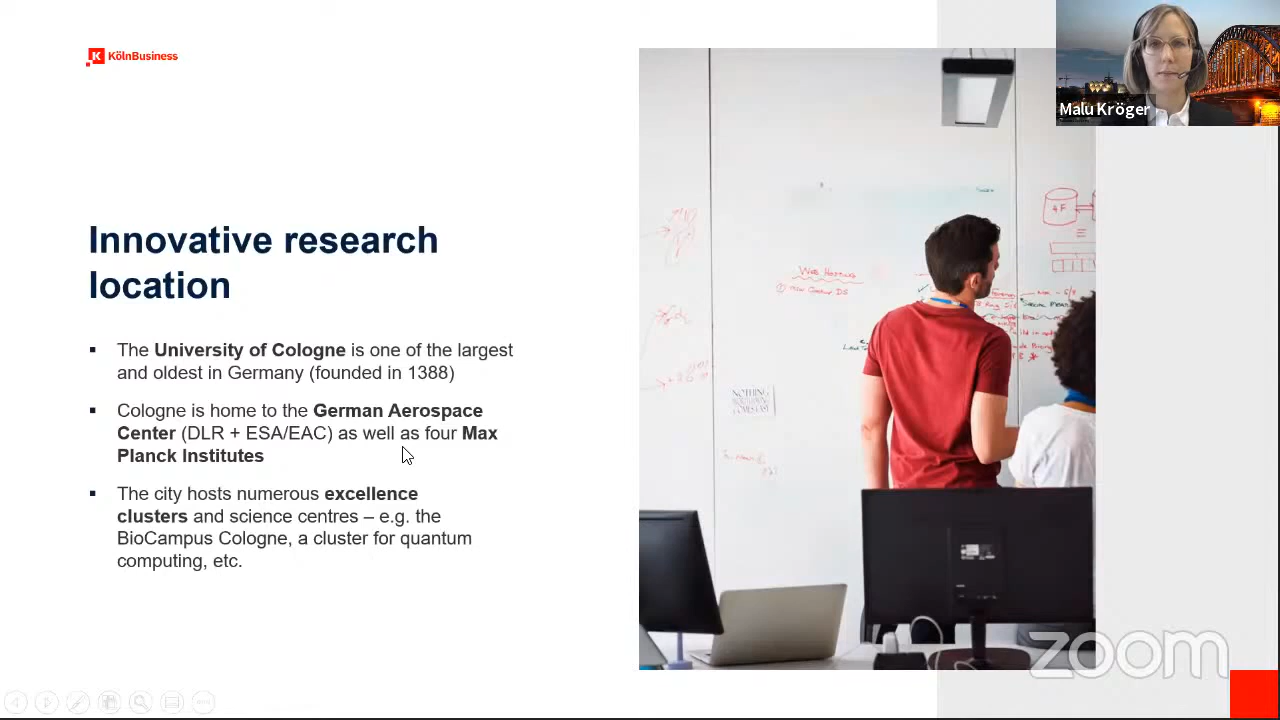 KölnBusiness
Malu Kröger
Innovative research
location
▪ The University of Cologne is one of the largest
and oldest in Germany (founded in 1388)
▪ Cologne is home to the German Aerospace
Center (DLR + ESA/EAC) as well as four Max
Planck Institutes
▪ The city hosts numerous excellence
clusters and science centres – e.g. the
BioCampus Cologne, a cluster for quantum
computing, etc.
4F
NOTHING
zoom